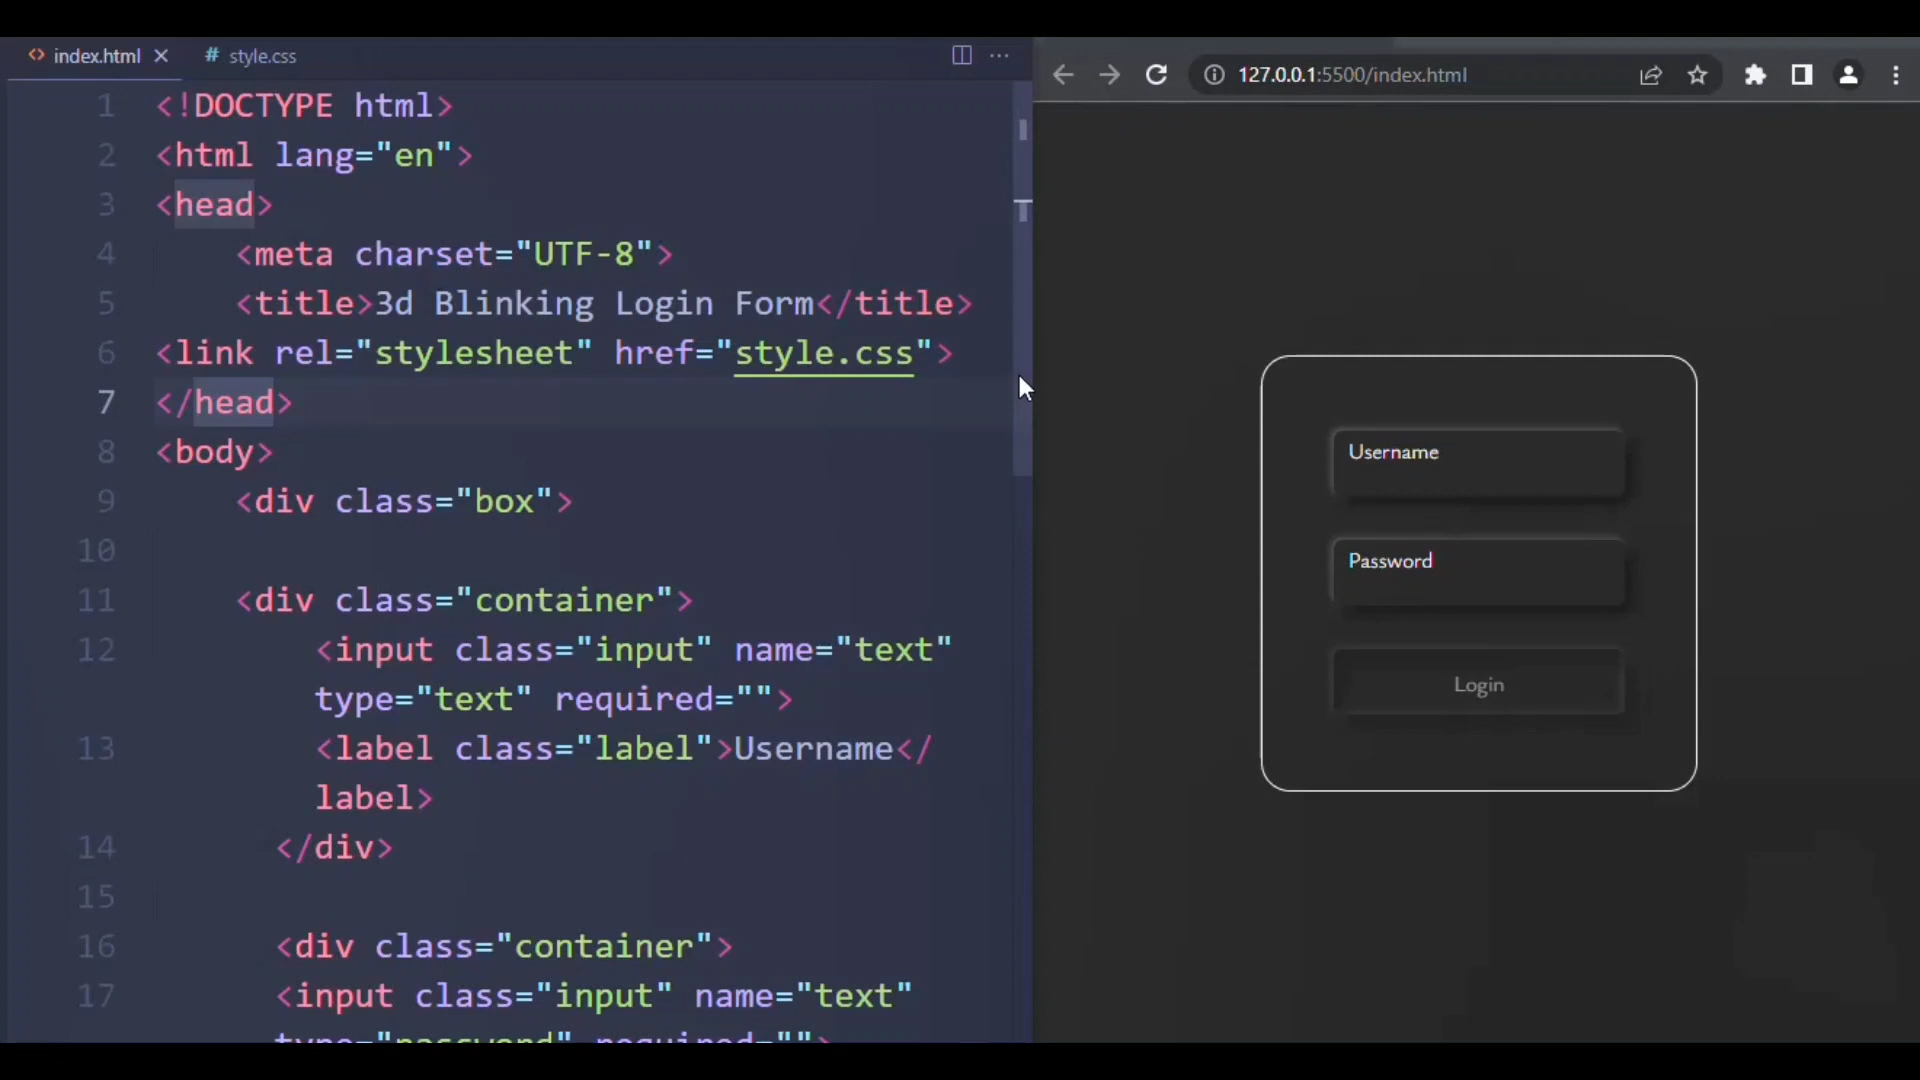 index.html
# style.css
1 <!DOCTYPE html>
2 <html lang="en">
3 <head>
4 <meta charset="UTF-8">
5 <title>3d Blinking Login Form</title>
6 <link rel="stylesheet" href="style.css">
7 </head>
8 <body>
9 <div class="box">
10
11 <div class="container">
12 <input class="input" name="text"
type="text" required="">
13 <label class="label">Username</
label>
14 </div>
15
16 <div class="container">
17 <input class="input" name="text"
type="password" required="">
127.0.0.1:5500/index.html
Username
Password
Login